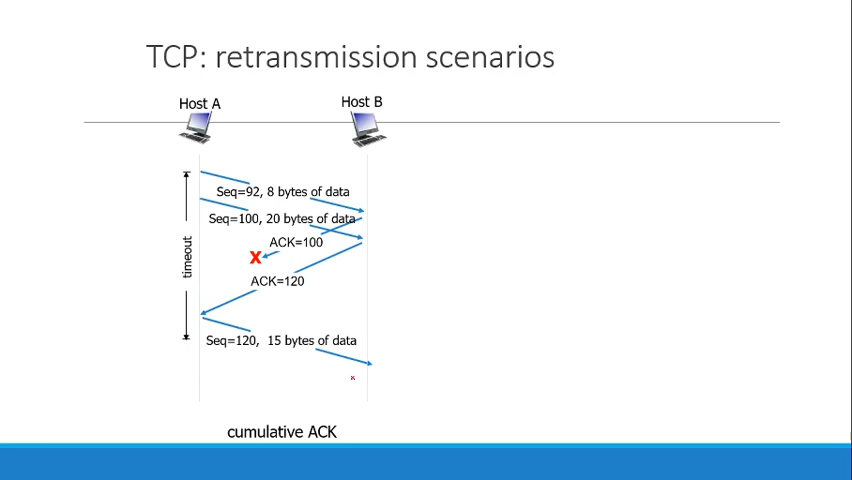 TCP: retransmission scenarios
Host A
Host B
Seq=92, 8 bytes of data
Seq=100, 20 bytes of data
ACK=100
X
timeout
ACK=120
Seq=120, 15 bytes of data
cumulative ACK